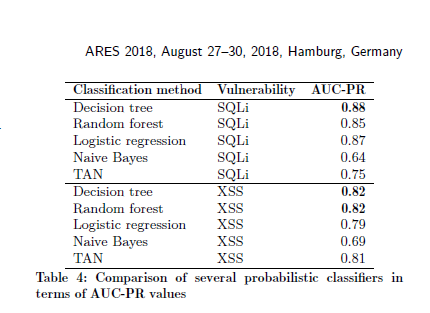 ARES 2018, August 27–30, 2018, Hamburg, Germany
Classification method Vulnerability AUC-PR
Decision tree SQLi 0.88
Random forest SQLi 0.85
Logistic regression SQLi 0.87
Naive Bayes SQLi 0.64
TAN SQLi 0.75
Decision tree XSS 0.82
Random forest XSS 0.82
Logistic regression XSS 0.79
Naive Bayes XSS 0.69
TAN XSS 0.81
Table 4: Comparison of several probabilistic classifiers in
terms of AUC-PR values